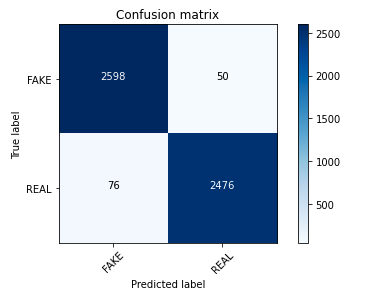 Confusion matrix
FAKE 2598 50
REAL 76 2476
FAKE REAL
True label
Predicted label
2500
2000
1500
1000
500